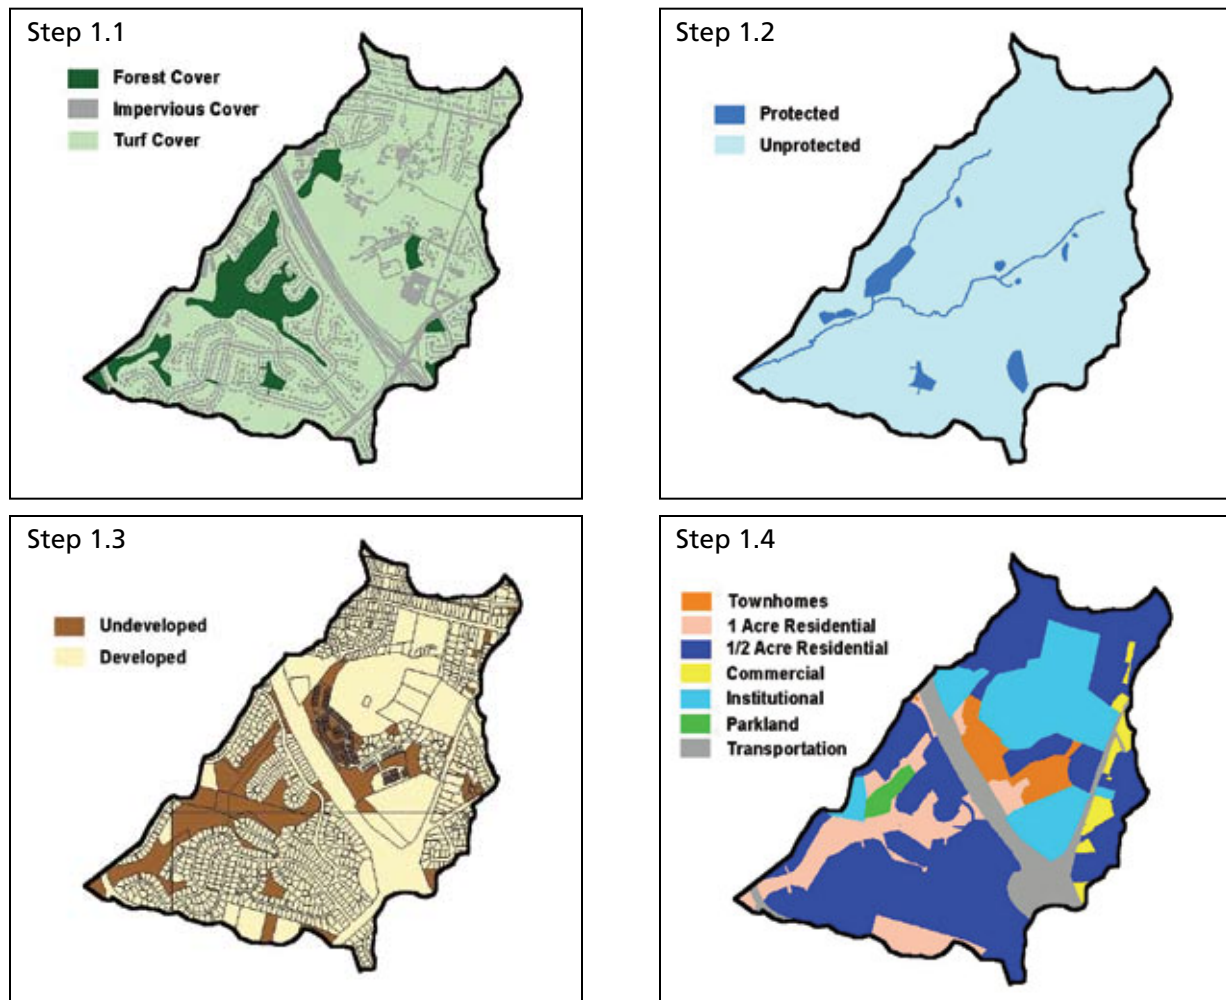 Step 1.1
Forest Cover
Impervious Cover
Turf Cover
Step 1.2
Protected
Unprotected
Step 1.3
Undeveloped
Developed
Step 1.4
Townhomes
1 Acre Residential
1/2 Acre Residential
Commercial
Institutional
Parkland
Transportation